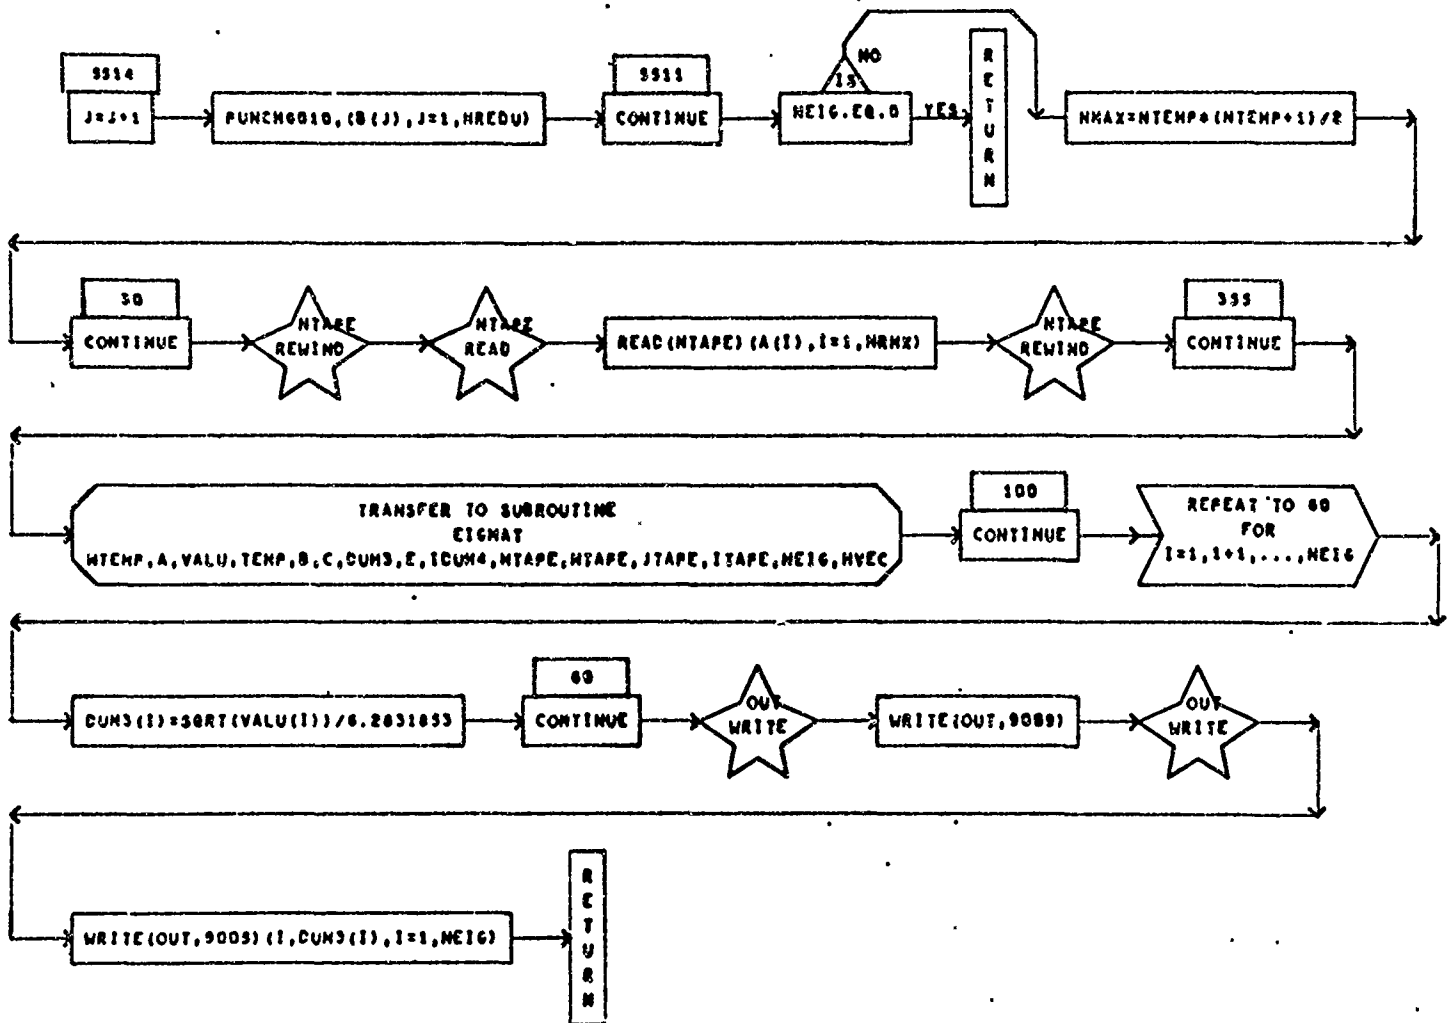 5514
J=J+1
PUNCH6010,(B(J),J=1,NREDU)
5511
CONTINUE
IS
NEIG.EQ.0
NO
YES
RETURN
NMAX=NTEMP*(NTEMP+1)/2
30
CONTINUE
NTAPE
REWIND
NTAPE
READ
READ(NTAPE)(A(I),I=1,NRMX)
NTAPE
REWIND
355
CONTINUE
TRANSFER TO SUBROUTINE
EIGMAT
NTEMP,A,VALU,TEMP,B,C,DUM3,E,IDUM4,NTAPE,MTAPE,JTAPE,ITAPE,NEIG,NVEC
100
CONTINUE
REPEAT TO 60
FOR
I=1,I+1,...,NEIG
DUM3(I)=SQRT(VALU(I))/6.2831853
60
CONTINUE
OUT
WRITE
WRITE(OUT,9089)
OUT
WRITE
WRITE(OUT,9005)(I,DUM3(I),I=1,NEIG)
RETURN